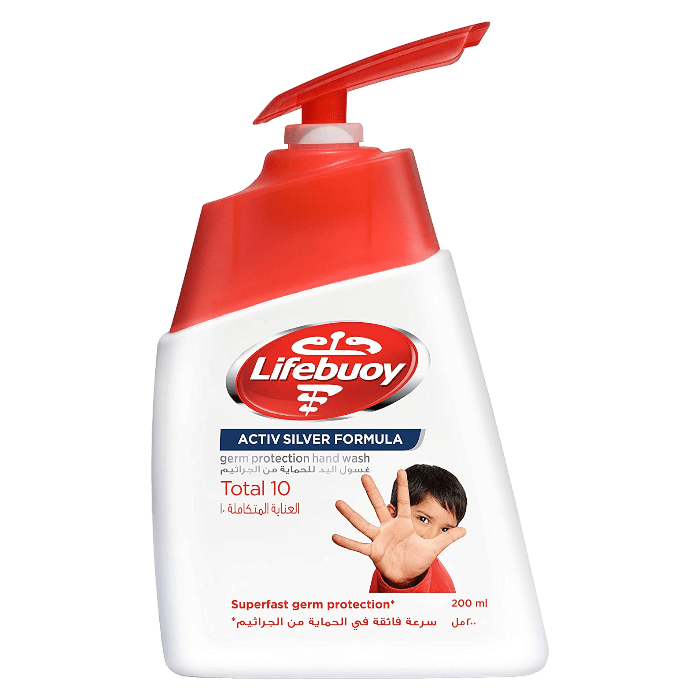 Lifebuoy
ACTIV SILVER FORMULA
germ protection hand wash
غسول اليد للحماية من الجراثيم
Total 10
العناية المتكاملة ١٠
Superfast germ protection*
200 ml
سرعة فائقة في الحماية من الجراثيم*
٢٠٠مل